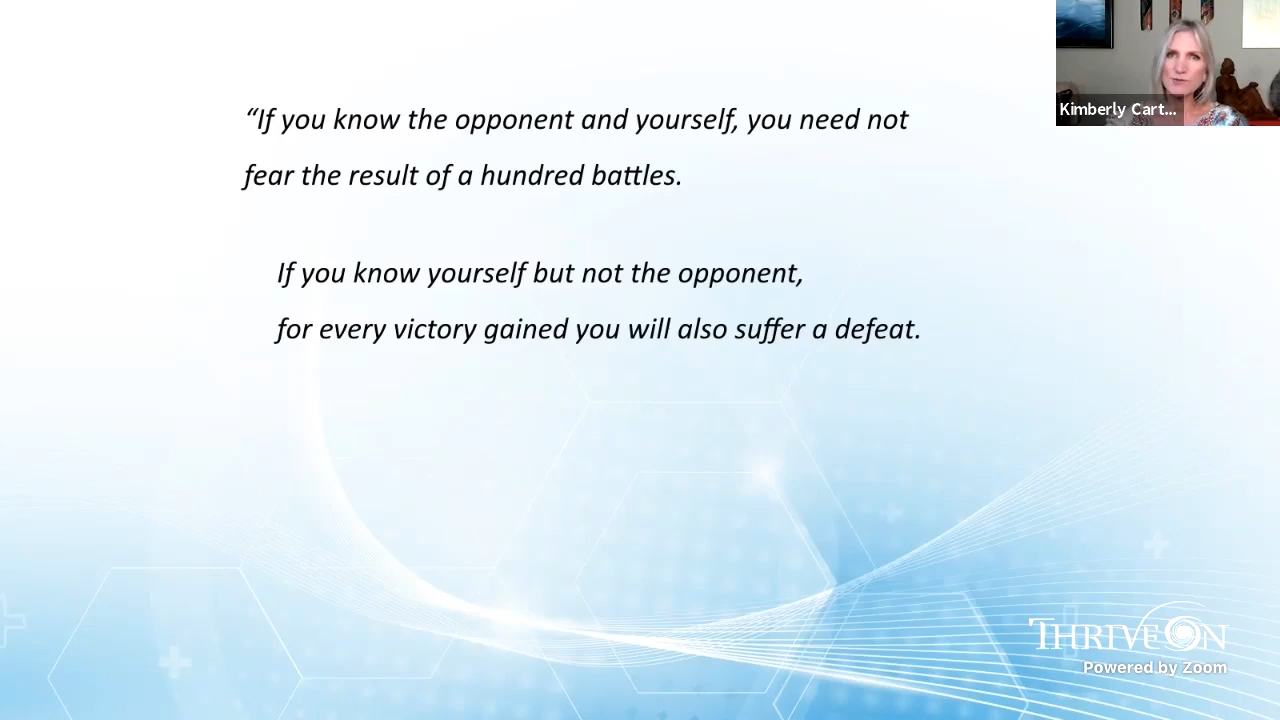 “If you know the opponent and yourself, you need not
fear the result of a hundred battles.
If you know yourself but not the opponent,
for every victory gained you will also suffer a defeat.
Kimberly Cart...
THRIVEON
Powered by Zoom